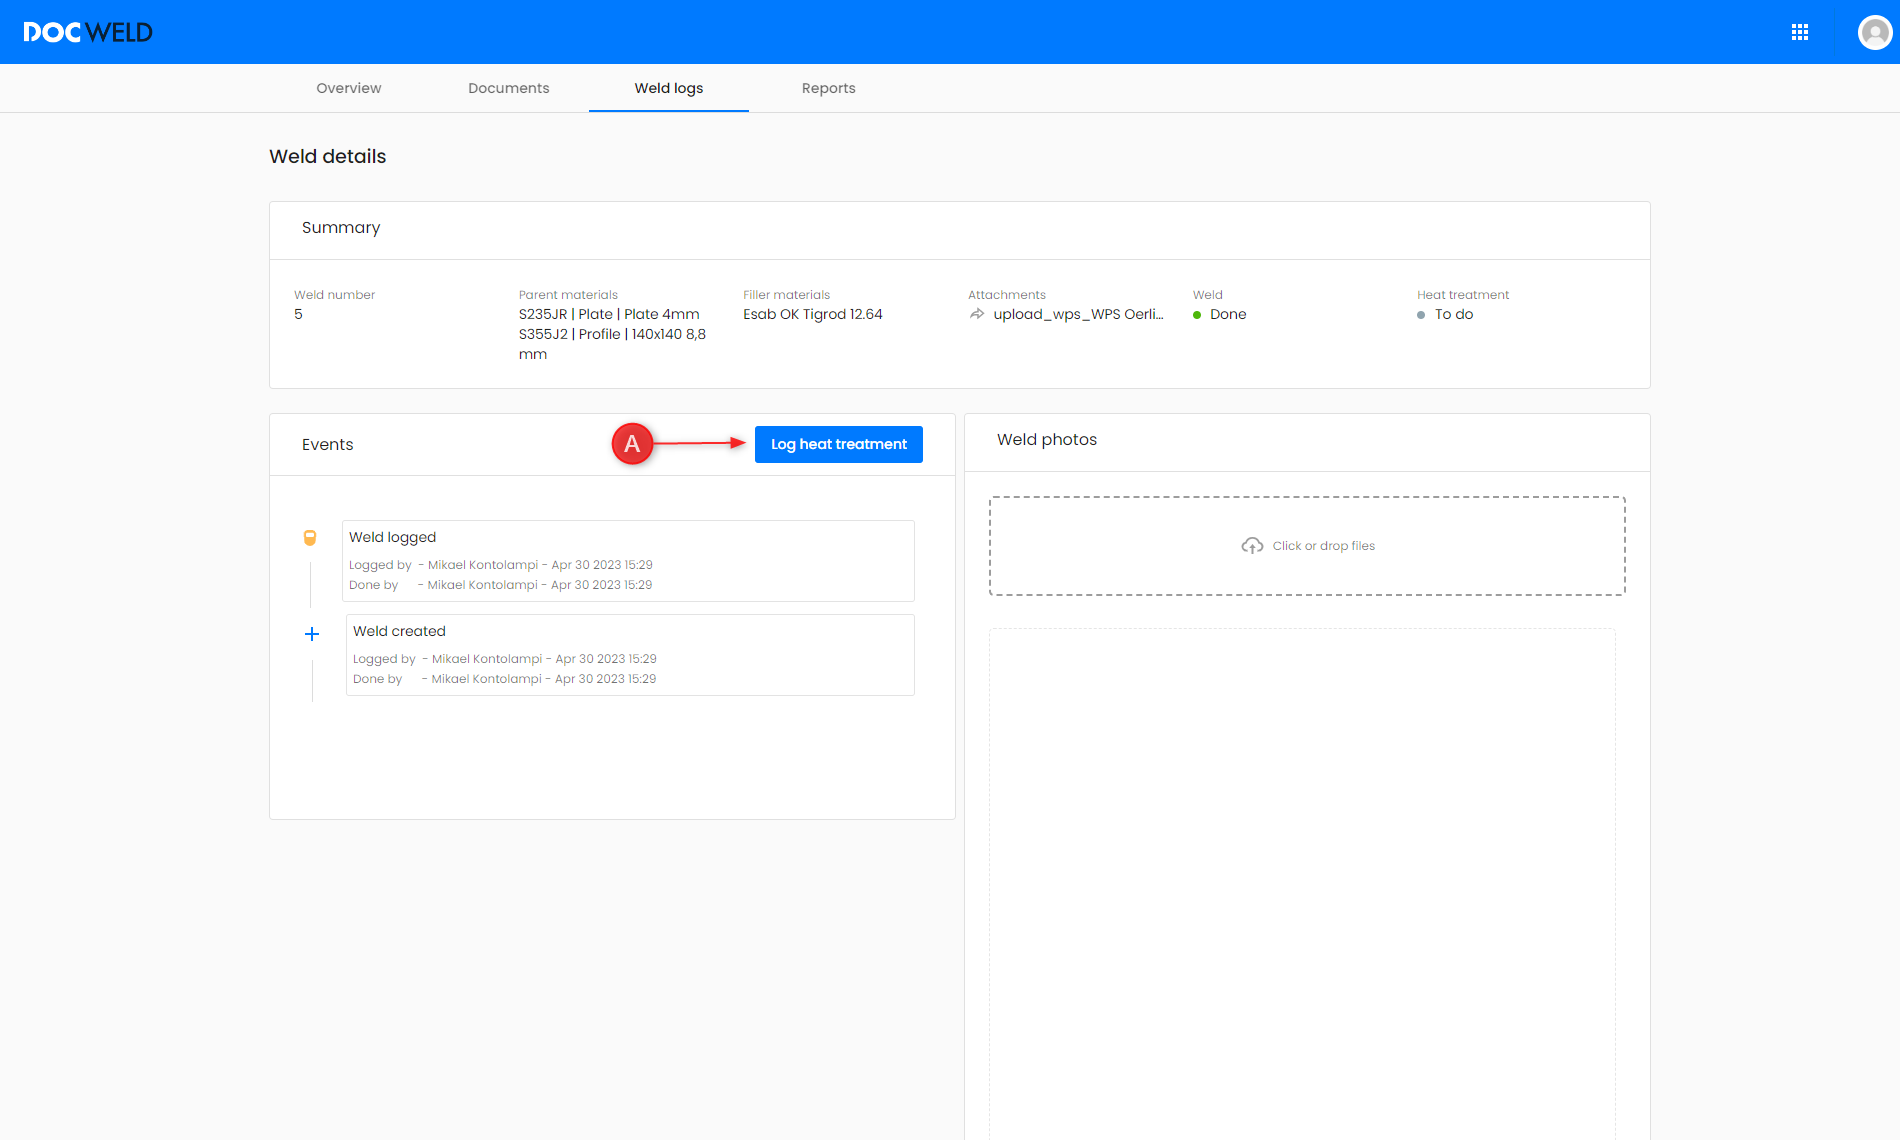 DOCWELD
Overview
Documents
Weld logs
Reports
Weld details
Summary
Weld number
5
Parent materials
S235JR | Plate | Plate 4mm
S355J2 | Profile | 140x140 8,8
mm
Filler materials
Esab OK Tigrod 12.64
Attachments
upload_wps_WPS Oerli...
Weld
Done
Heat treatment
To do
Events
A
Log heat treatment
Weld logged
Logged by - Mikael Kontolampi - Apr 30 2023 15:29
Done by - Mikael Kontolampi - Apr 30 2023 15:29
Weld created
Logged by - Mikael Kontolampi - Apr 30 2023 15:29
Done by - Mikael Kontolampi - Apr 30 2023 15:29
Weld photos
Click or drop files